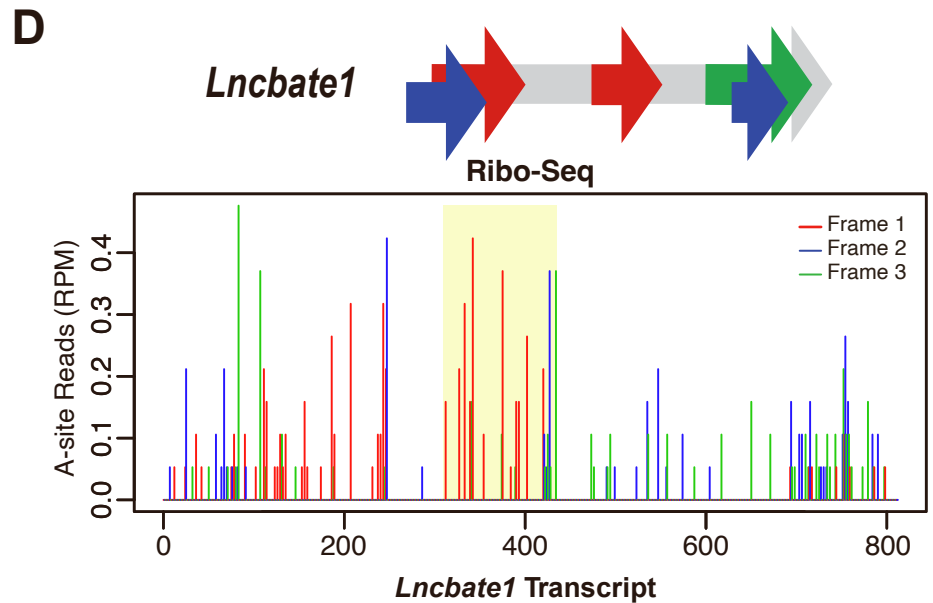 D
Lncbate1
Ribo-Seq
Frame 1
Frame 2
Frame 3
A-site Reads (RPM)
0.4
0.3
0.2
0.1
0.0
0 200 400 600 800
Lncbate1 Transcript